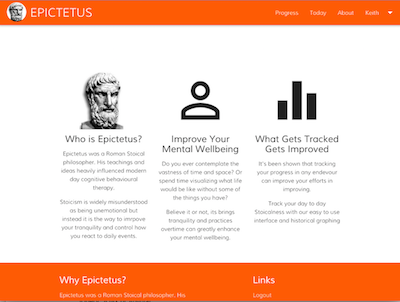 EPICTETUS
Progress Today About Keith
Who is Epictetus?
Epictetus was a Roman Stoical
philosopher. His teachings and
ideas heavily influenced modern
day cognitive behavioural
therapy.
Stoicism is widely misunderstood
as being unemotional but
instead it is the way to improve
your tranquility and control how
you react to daily events.
Improve Your
Mental Wellbeing
Do you ever contemplate the
vastness of time and space? Or
spend time visualizing what life
would be like without some of
the things you have?
Believe it or not, its brings
tranquility and practices
overtime can greatly enhance
your mental wellbeing.
What Gets Tracked
Gets Improved
It's been shown that tracking
your progress in any endeavour
can improve your efforts in
improving.
Track your day to day
Stoicalness with our easy to use
interface and historical graphing
Why Epictetus?
Epictetus was a Roman Stoical philosopher. His
Links
Logout